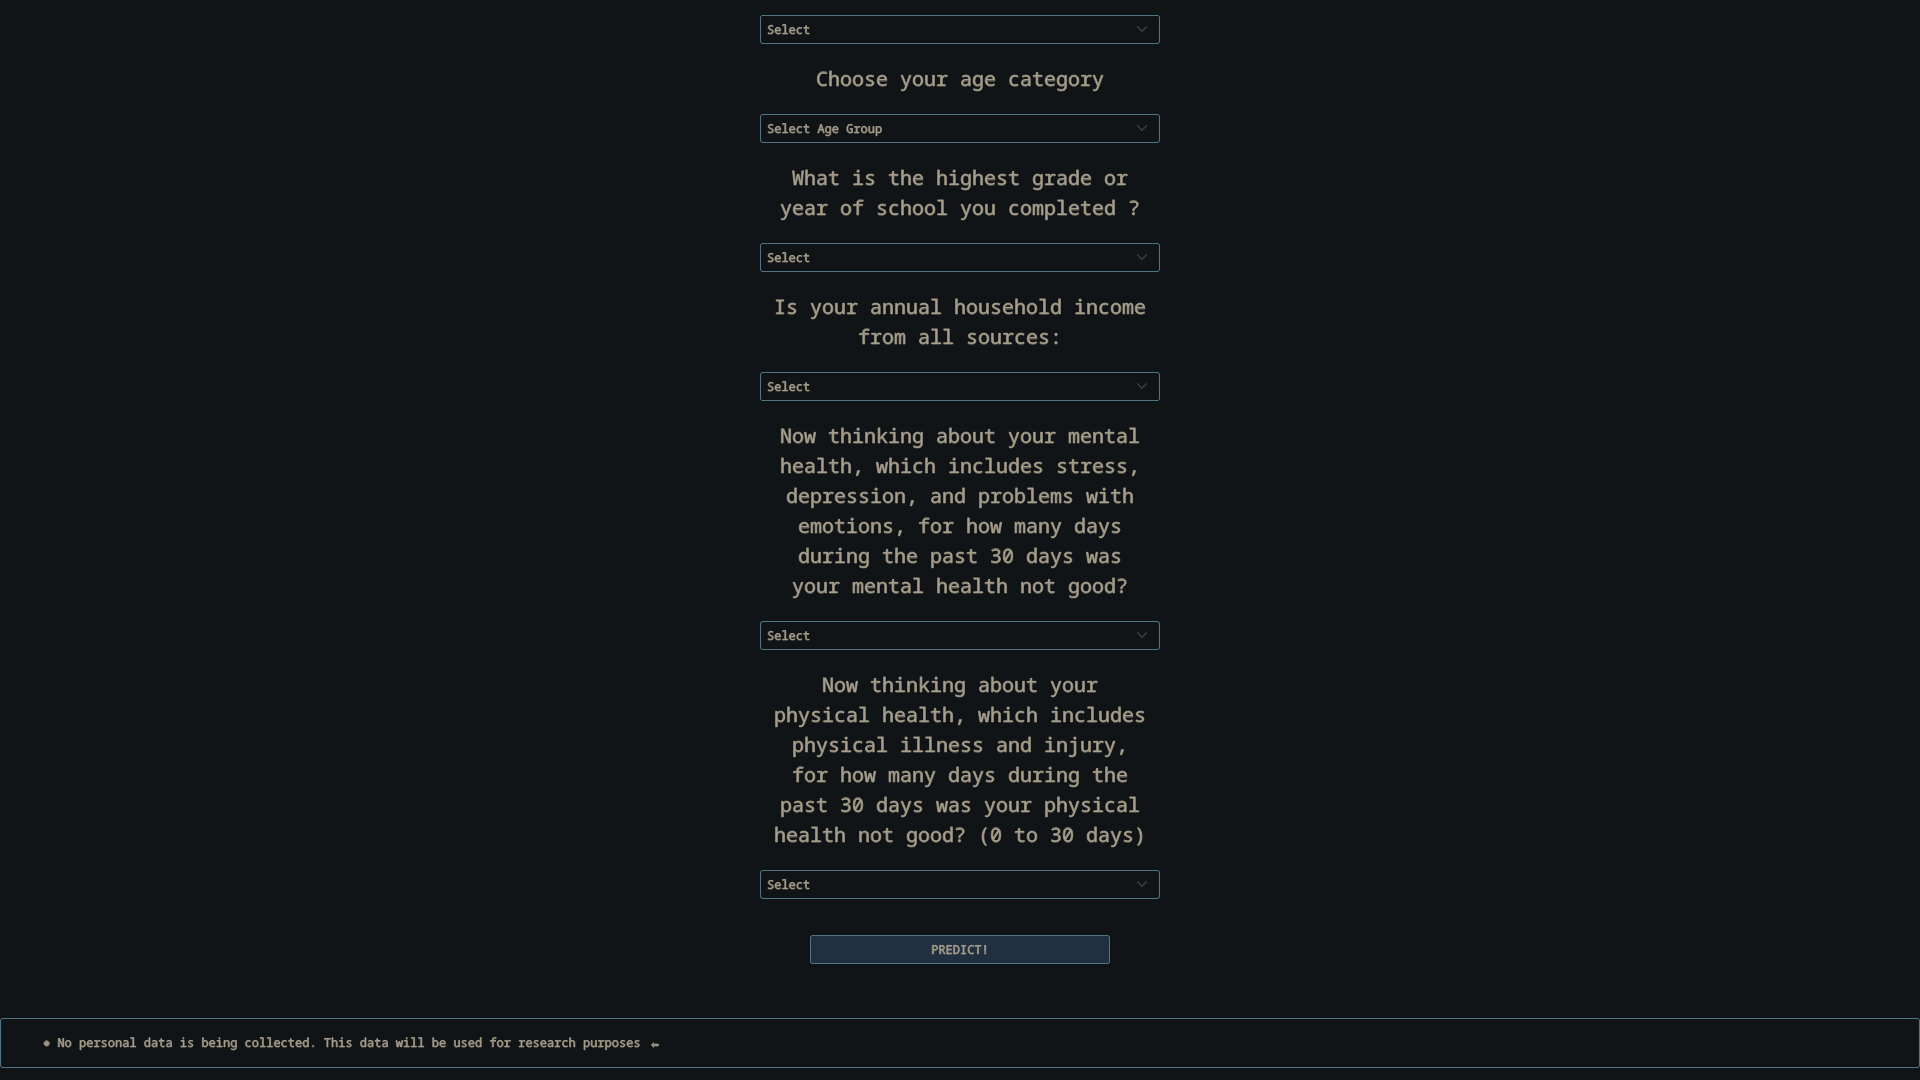 Select
Choose your age category
Select Age Group
What is the highest grade or
year of school you completed ?
Select
Is your annual household income
from all sources:
Select
Now thinking about your mental
health, which includes stress,
depression, and problems with
emotions, for how many days
during the past 30 days was
your mental health not good?
Select
Now thinking about your
physical health, which includes
physical illness and injury,
for how many days during the
past 30 days was your physical
health not good? (0 to 30 days)
Select
PREDICT!
No personal data is being collected. This data will be used for research purposes